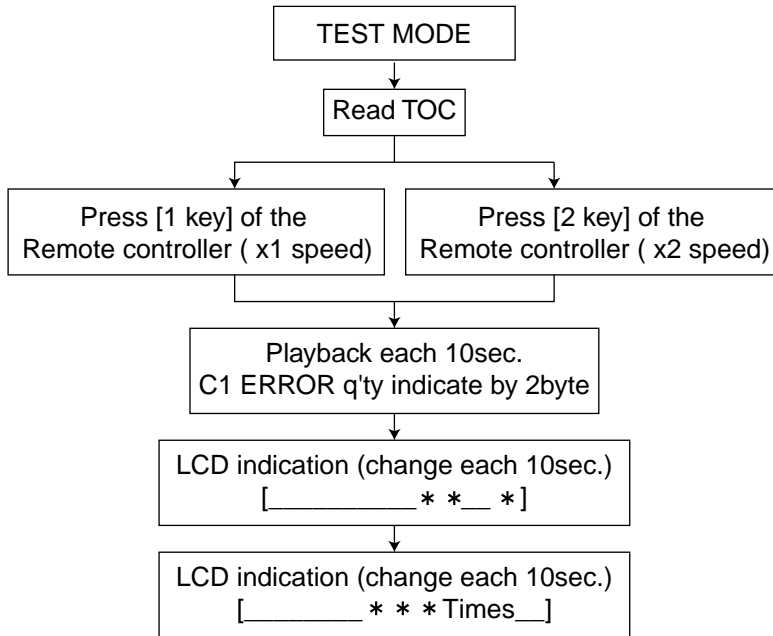 TEST MODE
Read TOC
Press [1 key] of the
Remote controller ( x1 speed)
Press [2 key] of the
Remote controller ( x2 speed)
Playback each 10sec.
C1 ERROR q'ty indicate by 2byte
LCD indication (change each 10sec.)
[__________* *__ *]
LCD indication (change each 10sec.)
[________ * * *Times__]